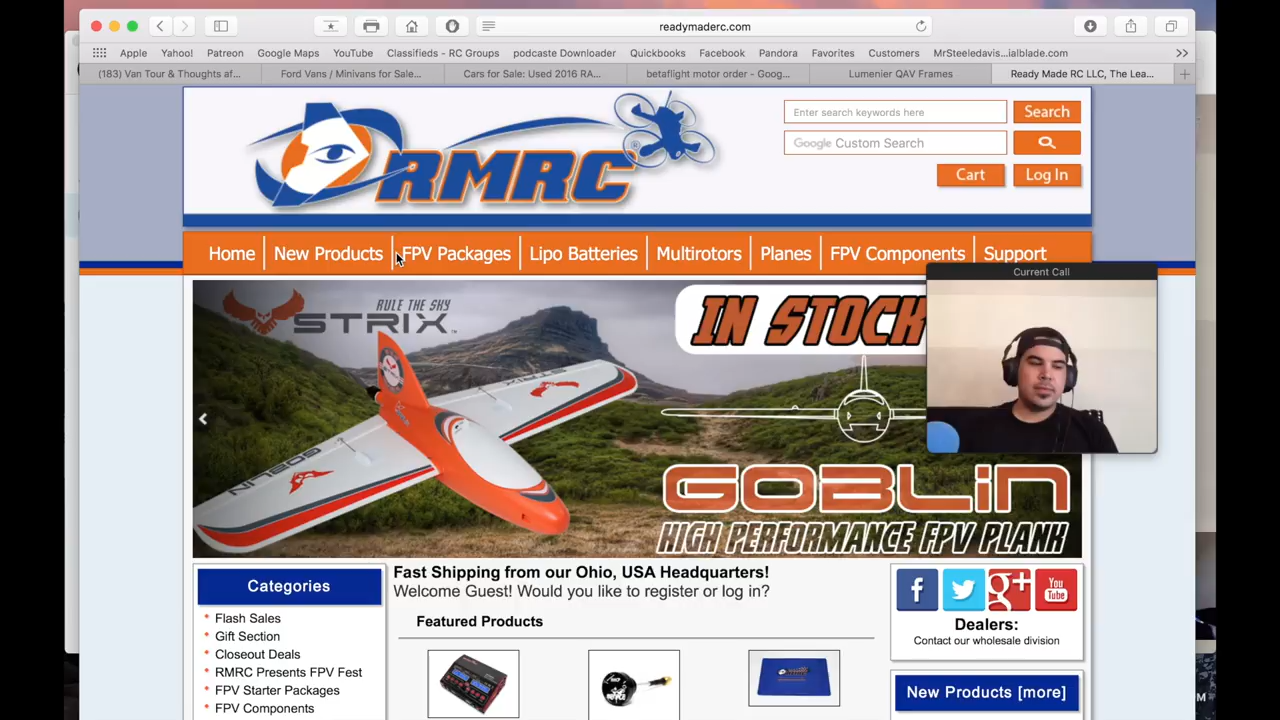 readymaderc.com
Apple Yahoo! Patreon Google Maps YouTube Classifieds - RC Groups podcaste Downloader Quickbooks Facebook Pandora Favorites Customers MrSteeledavis...ialblade.com
(183) Van Tour & Thoughts af... Ford Vans / Minivans for Sale... Cars for Sale: Used 2016 RA... betaflight motor order - Goog... Lumenier QAV Frames Ready Made RC LLC, The Lea...
RMRC
Enter search keywords here Search
Google Custom Search
Cart Log In
Home New Products FPV Packages Lipo Batteries Multirotors Planes FPV Components Support
Current Call
RULE THE SKY
STRIX
IN STOCK
STRIX
GOBLIN
GOBLiN
HIGH PERFORMANCE FPV PLANK
Categories
Flash Sales
Gift Section
Closeout Deals
RMRC Presents FPV Fest
FPV Starter Packages
FPV Components
Fast Shipping from our Ohio, USA Headquarters!
Welcome Guest! Would you like to register or log in?
Featured Products
f g+ You Tube
Dealers:
Contact our wholesale division
New Products [more]
M